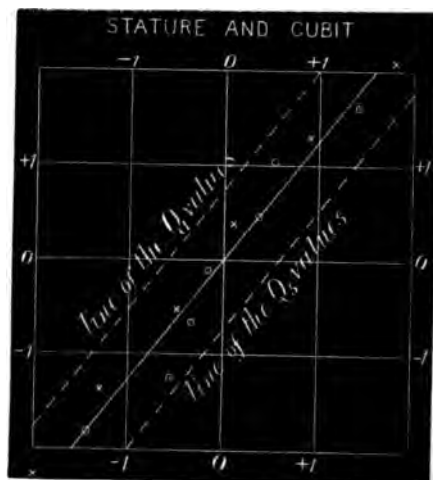 STATURE AND CUBIT
-1 0 +1
+1 +1
Line of the Q₁ values
0 0
Line of the Q₃ values
-1 -1
-1 0 +1